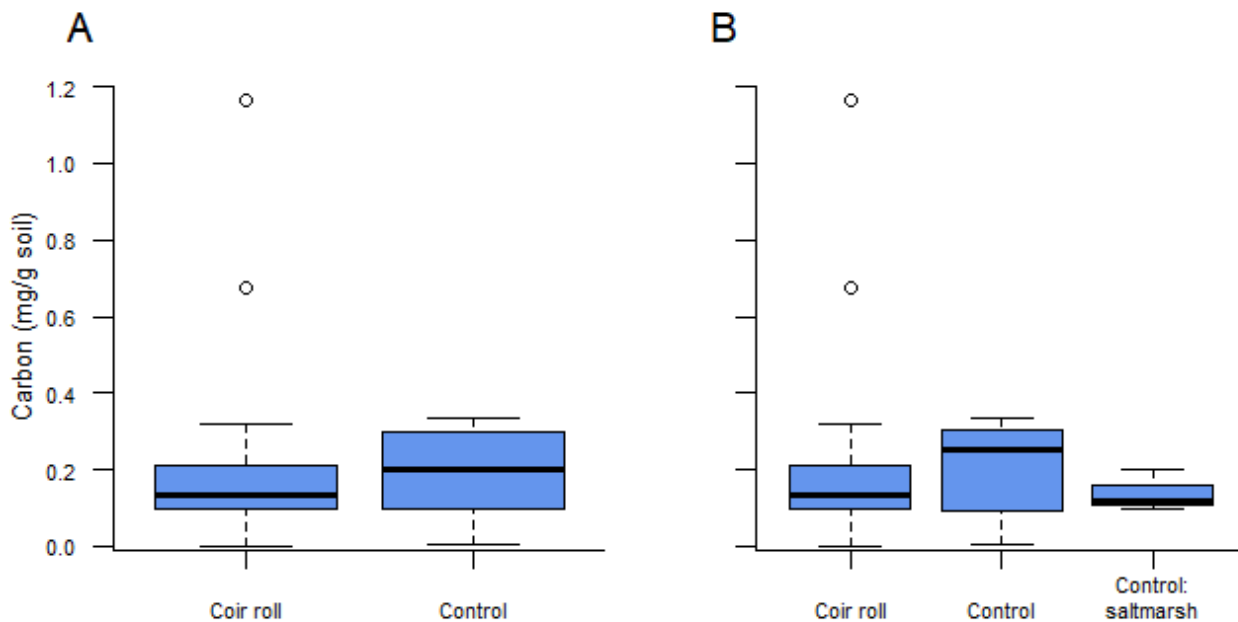 A
B
Carbon (mg/g soil)
1.2
1.0
0.8
0.6
0.4
0.2
0.0
Coir roll
Control
Coir roll
Control
Control:
saltmarsh